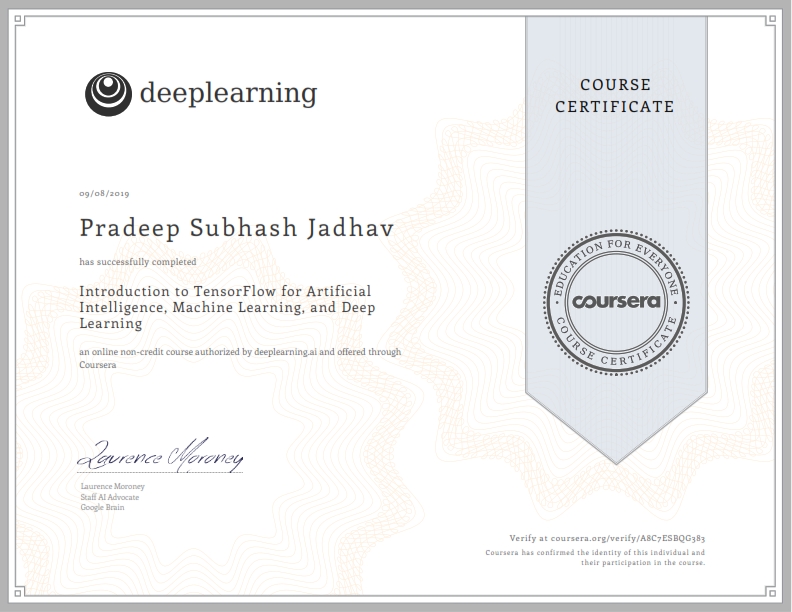 deeplearning
COURSE
CERTIFICATE
09/08/2019
Pradeep Subhash Jadhav
has successfully completed
Introduction to TensorFlow for Artificial
Intelligence, Machine Learning, and Deep
Learning
an online non-credit course authorized by deeplearning.ai and offered through
Coursera
EDUCATION FOR EVERYONE
coursera
COURSE CERTIFICATE
Laurence Moroney
Laurence Moroney
Staff AI Advocate
Google Brain
Verify at coursera.org/verify/A8C7ESBQG383
Coursera has confirmed the identity of this individual and
their participation in the course.